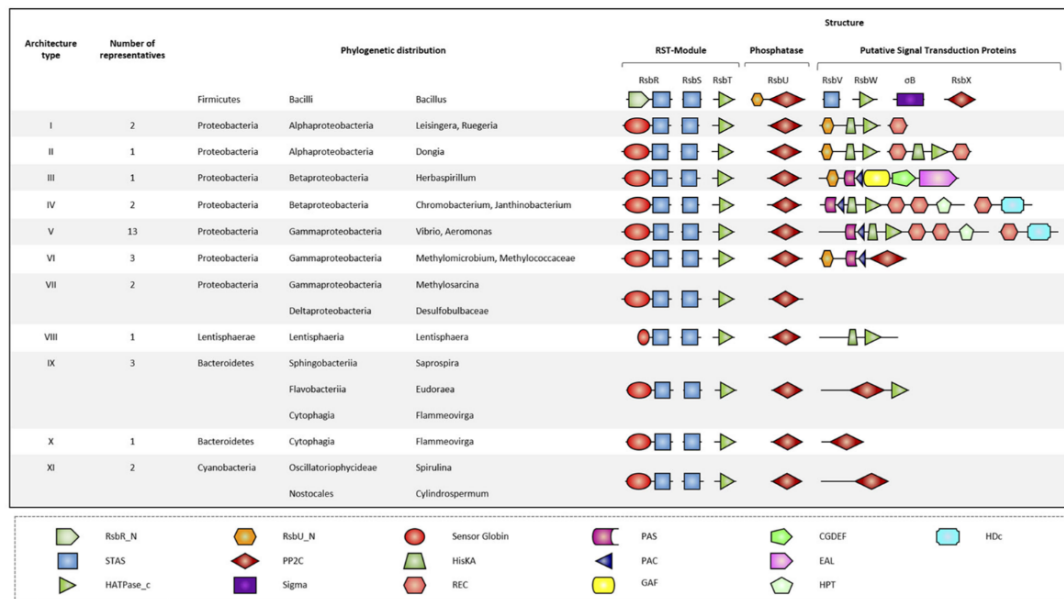 Structure
Architecture type Number of representatives Phylogenetic distribution RST-Module Phosphatase Putative Signal Transduction Proteins
RsbR RsbS RsbT RsbU RsbV RsbW σB RsbX
Firmicutes Bacilli Bacillus
I 2 Proteobacteria Alphaproteobacteria Leisingera, Ruegeria
II 1 Proteobacteria Alphaproteobacteria Dongia
III 1 Proteobacteria Betaproteobacteria Herbaspirillum
IV 2 Proteobacteria Betaproteobacteria Chromobacterium, Janthinobacterium
V 13 Proteobacteria Gammaproteobacteria Vibrio, Aeromonas
VI 3 Proteobacteria Gammaproteobacteria Methylomicrobium, Methylococcaceae
VII 2 Proteobacteria Gammaproteobacteria Methylosarcina
Deltaproteobacteria Desulfobulbaceae
VIII 1 Lentisphaerae Lentisphaeria Lentisphaera
IX 3 Bacteroidetes Sphingobacteriia Saprospira
Flavobacteriia Eudoraea
Cytophagia Flammeovirga
X 1 Bacteroidetes Cytophagia Flammeovirga
XI 2 Cyanobacteria Oscillatoriophycideae Spirulina
Nostocales Cylindrospermum
RsbR_N RsbU_N Sensor Globin PAS CGDEF HDc
STAS PP2C HisKA PAC EAL
HATPase_c Sigma REC GAF HPT